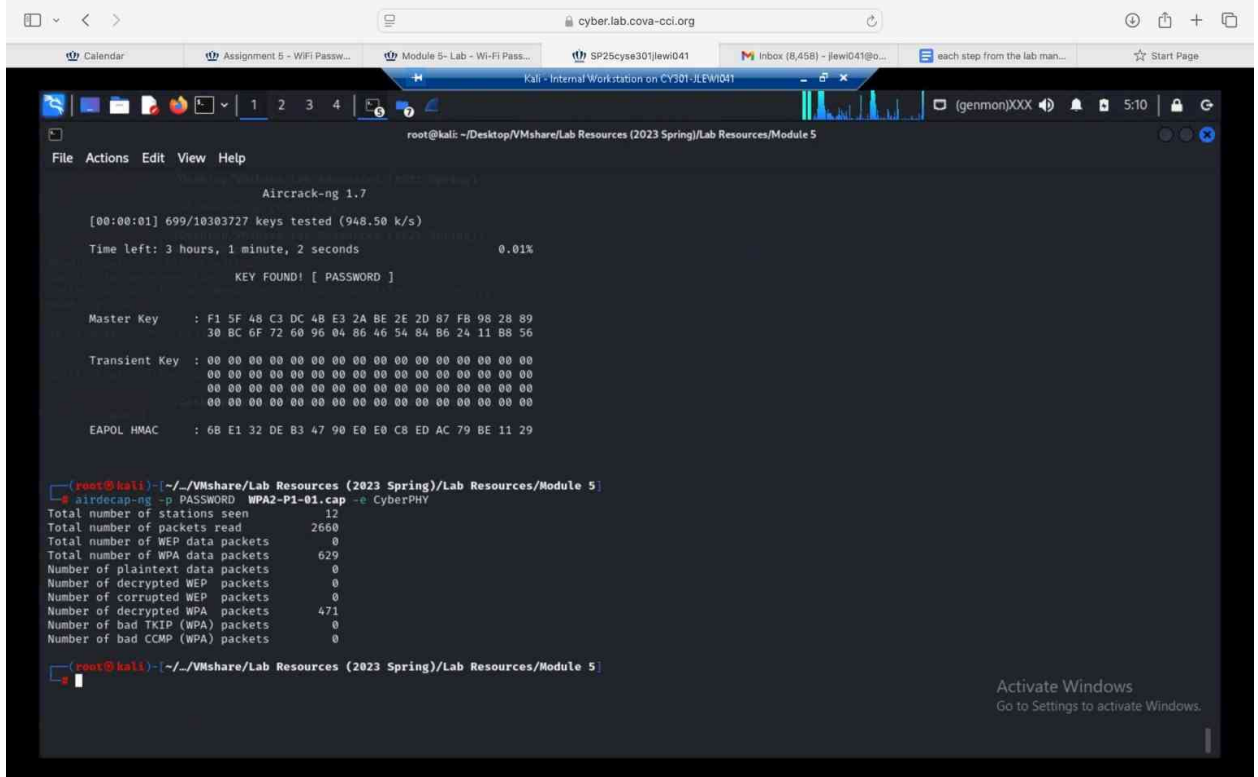 cyber.lab.cova-cci.org
Calendar
Assignment 5 - WiFi Passw...
Module 5- Lab - Wi-Fi Pass...
SP25cyse301jlewi041
Inbox (8,458) - jlewi041@o...
each step from the lab man...
Start Page
Kali - Internal Workstation on CY301-JLEWI041
1 2 3 4
(genmon)XXX
5:10
root@kali: ~/Desktop/VMshare/Lab Resources (2023 Spring)/Lab Resources/Module 5
File Actions Edit View Help
Aircrack-ng 1.7
[00:00:01] 699/10303727 keys tested (948.50 k/s)
Time left: 3 hours, 1 minute, 2 seconds 0.01%
KEY FOUND! [ PASSWORD ]
Master Key : F1 5F 48 C3 DC 4B E3 2A BE 2E 2D 87 FB 98 28 89
30 BC 6F 72 60 96 04 86 46 54 84 B6 24 11 B8 56
Transient Key : 00 00 00 00 00 00 00 00 00 00 00 00 00 00 00 00
00 00 00 00 00 00 00 00 00 00 00 00 00 00 00 00
00 00 00 00 00 00 00 00 00 00 00 00 00 00 00 00
00 00 00 00 00 00 00 00 00 00 00 00 00 00 00 00
EAPOL HMAC : 6B E1 32 DE B3 47 90 E0 E0 C8 ED AC 79 BE 11 29
(root@kali)-[~/…/VMshare/Lab Resources (2023 Spring)/Lab Resources/Module 5]
# airdecap-ng -p PASSWORD WPA2-P1-01.cap -e CyberPHY
Total number of stations seen 12
Total number of packets read 2660
Total number of WEP data packets 0
Total number of WPA data packets 629
Number of plaintext data packets 0
Number of decrypted WEP packets 0
Number of corrupted WEP packets 0
Number of decrypted WPA packets 471
Number of bad TKIP (WPA) packets 0
Number of bad CCMP (WPA) packets 0
(root@kali)-[~/…/VMshare/Lab Resources (2023 Spring)/Lab Resources/Module 5]
#
Activate Windows
Go to Settings to activate Windows.